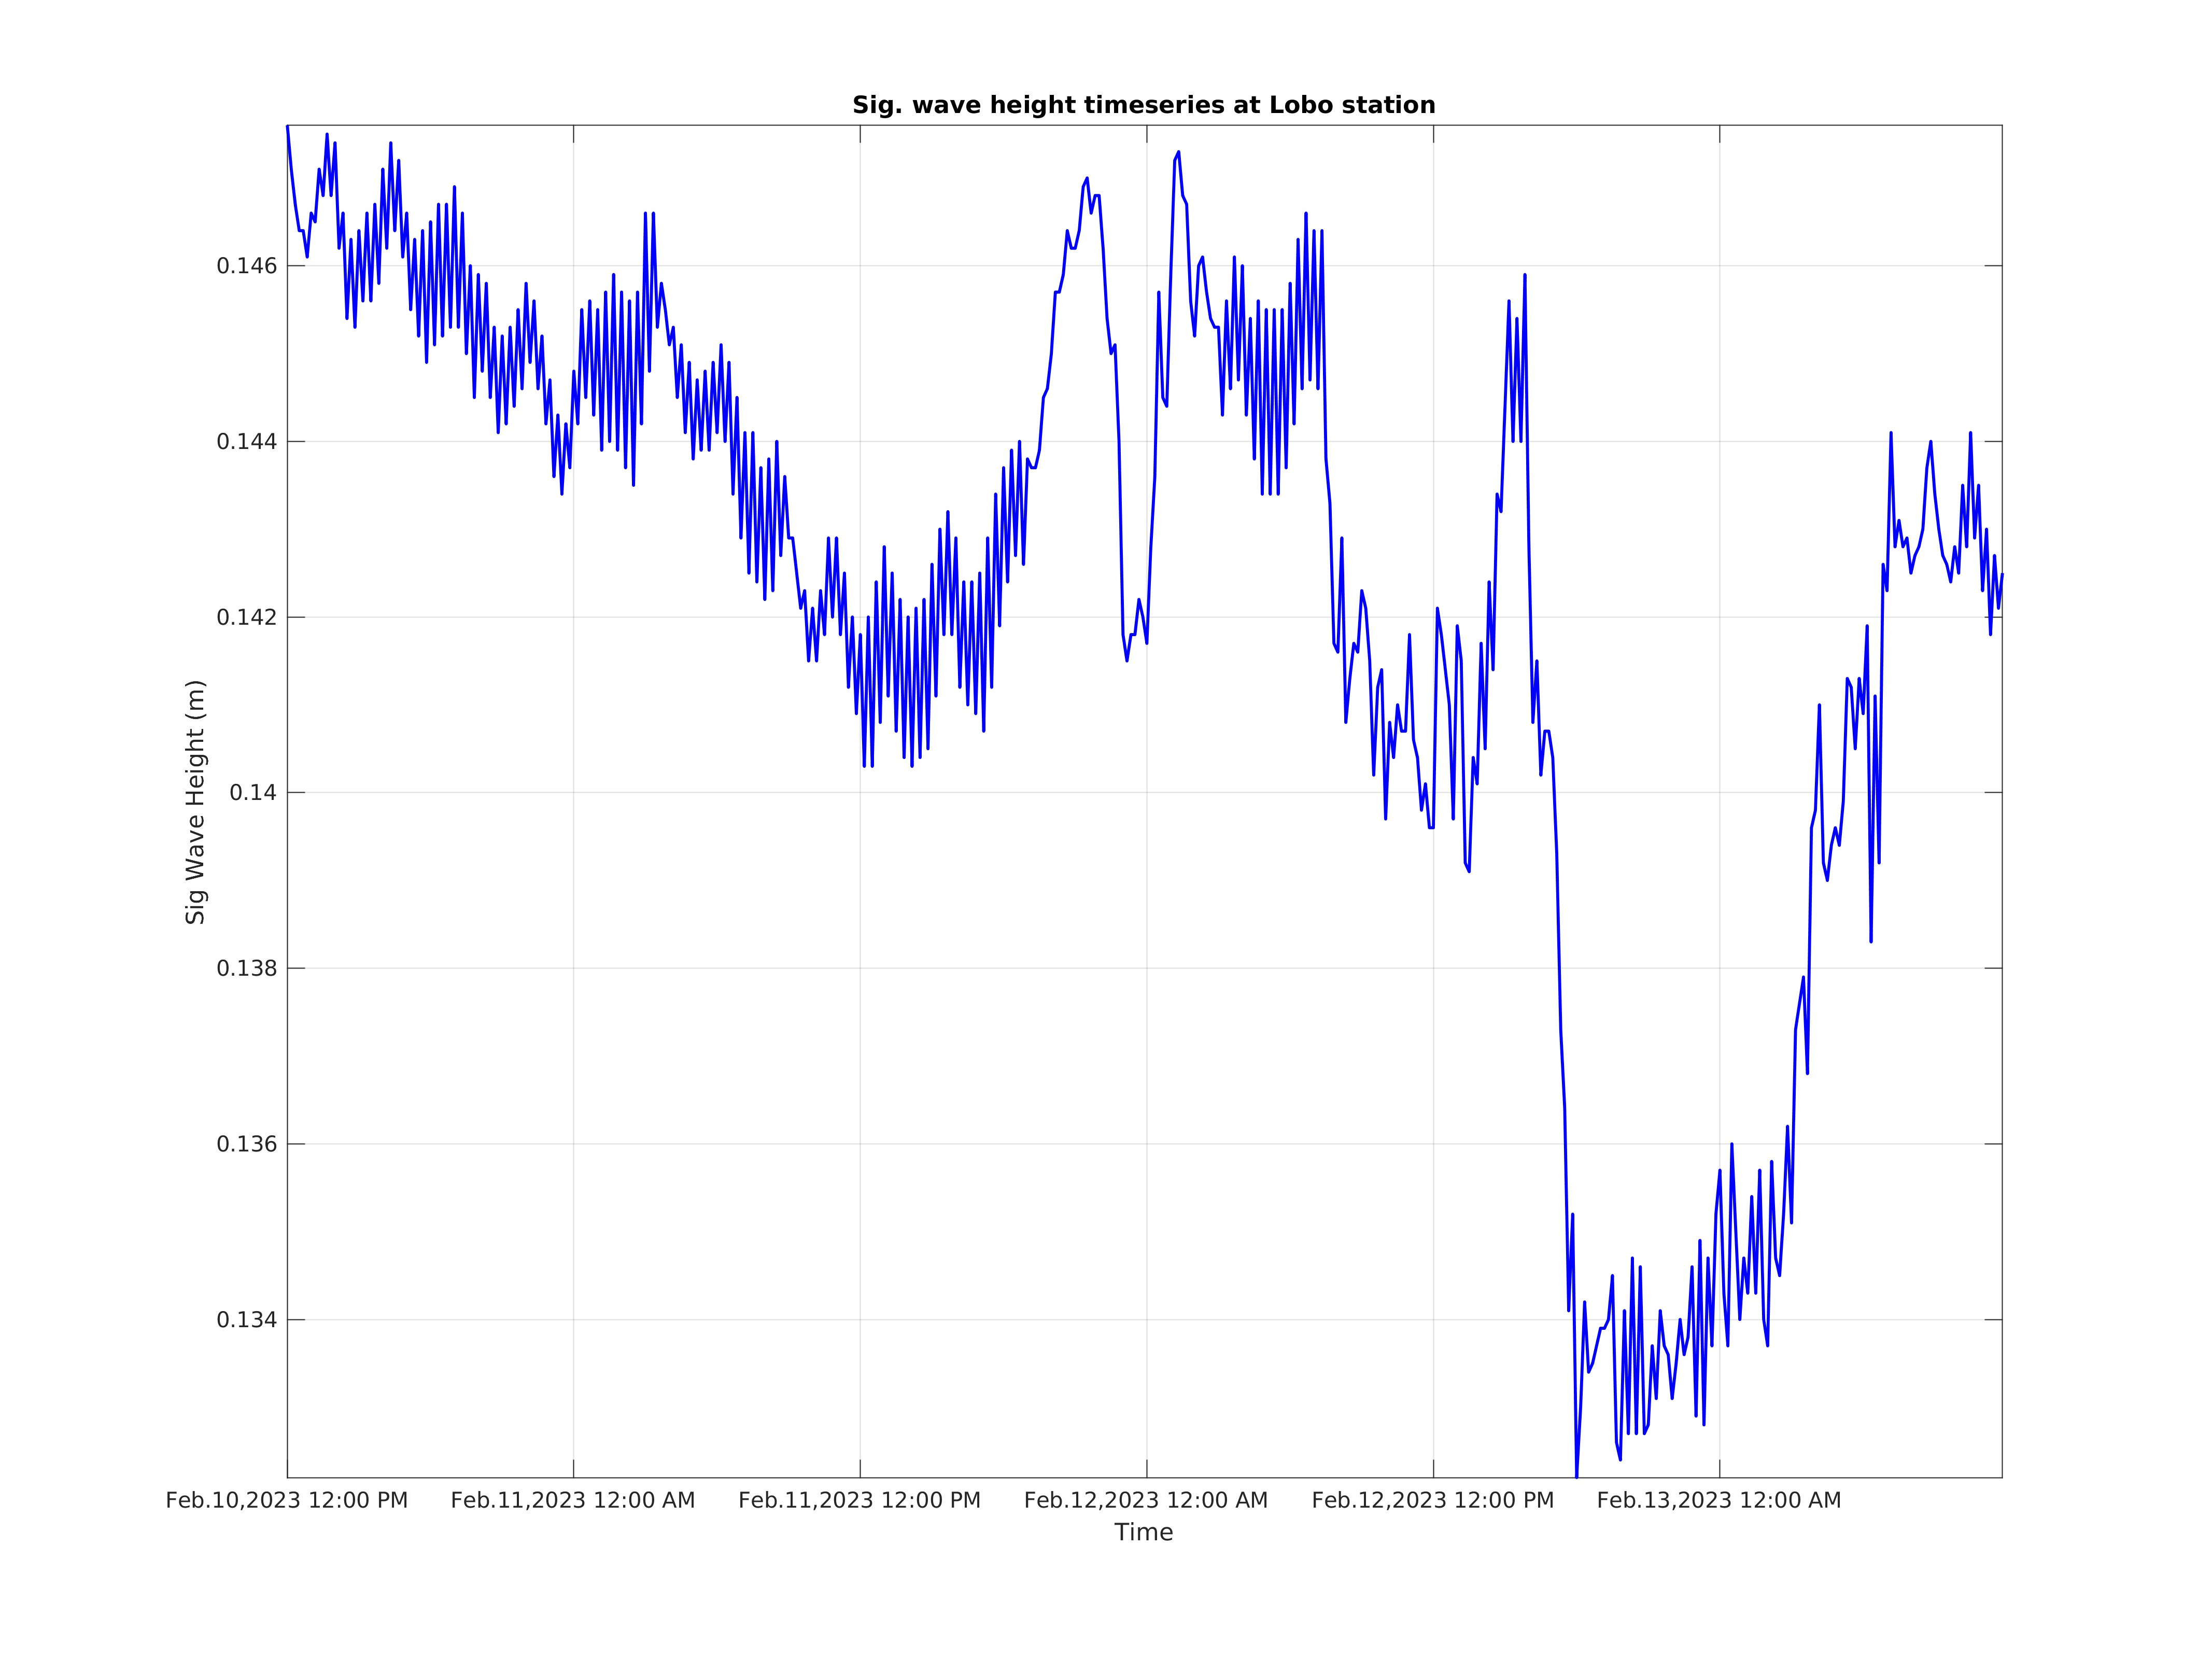 Sig. wave height timeseries at Lobo station
0.146
0.144
0.142
0.14
0.138
0.136
0.134
Sig Wave Height (m)
Feb.10,2023 12:00 PM Feb.11,2023 12:00 AM Feb.11,2023 12:00 PM Feb.12,2023 12:00 AM Feb.12,2023 12:00 PM Feb.13,2023 12:00 AM
Time